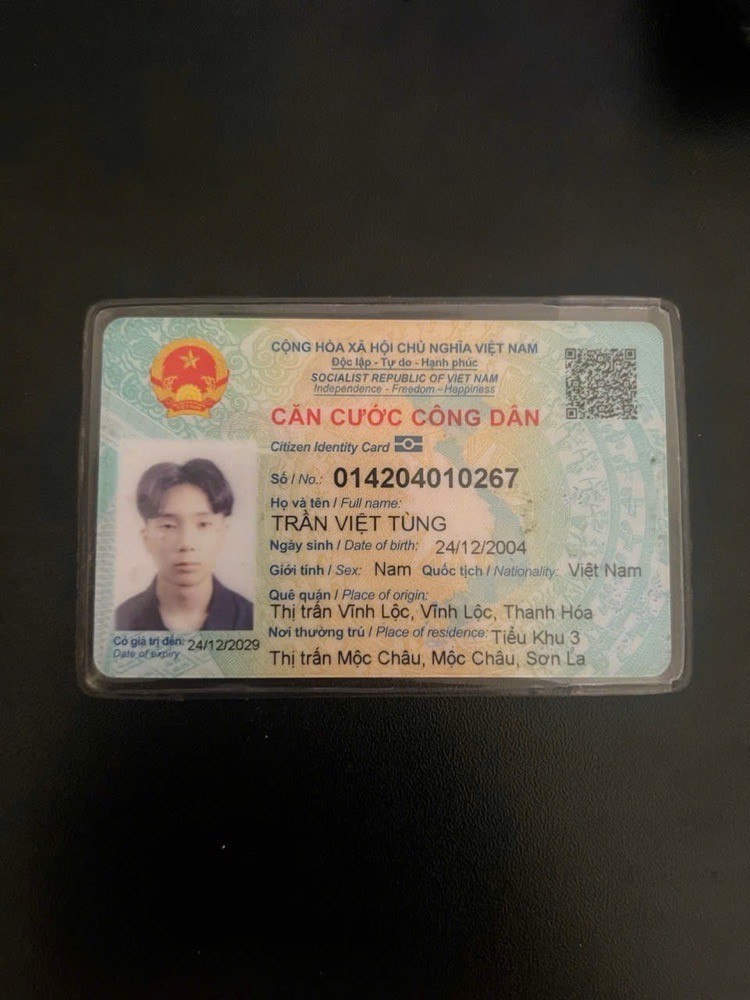 CỘNG HÒA XÃ HỘI CHỦ NGHĨA VIỆT NAM
Độc lập - Tự do - Hạnh phúc
SOCIALIST REPUBLIC OF VIET NAM
Independence - Freedom - Happiness
CĂN CƯỚC CÔNG DÂN
Citizen Identity Card
Số / No.: 014204010267
Họ và tên / Full name:
TRẦN VIỆT TÙNG
Ngày sinh / Date of birth: 24/12/2004
Giới tính / Sex: Nam Quốc tịch / Nationality: Việt Nam
Quê quán / Place of origin:
Thị trấn Vĩnh Lộc, Vĩnh Lộc, Thanh Hóa
Nơi thường trú / Place of residence: Tiểu Khu 3
Thị trấn Mộc Châu, Mộc Châu, Sơn La
Có giá trị đến: 24/12/2029
Date of expiry